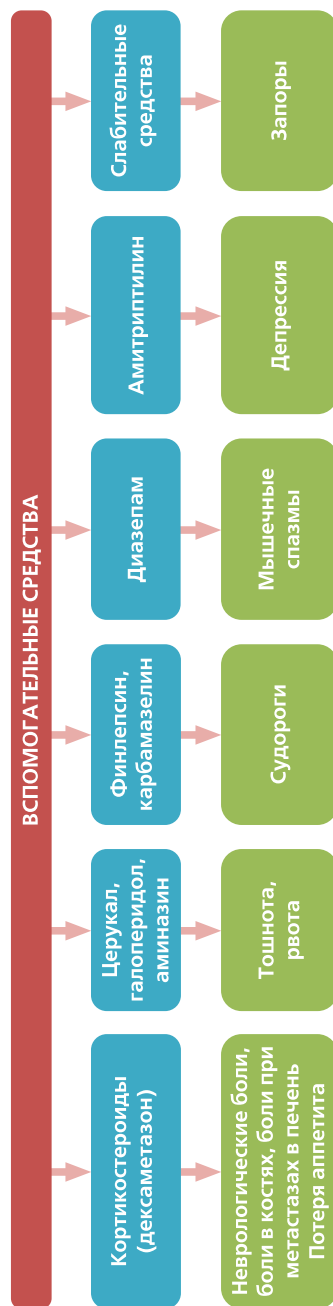 ВСПОМОГАТЕЛЬНЫЕ СРЕДСТВА
Кортикостероиды
(дексаметазон)
Церукал,
галоперидол,
аминазин
Финлепсин,
карбамазелин
Диазепам
Амитриптилин
Слабительные
средства
Неврологические боли,
боли в костях, боли при
метастазах в печень
Потеря аппетита
Тошнота,
рвота
Судороги
Мышечные
спазмы
Депрессия
Запоры